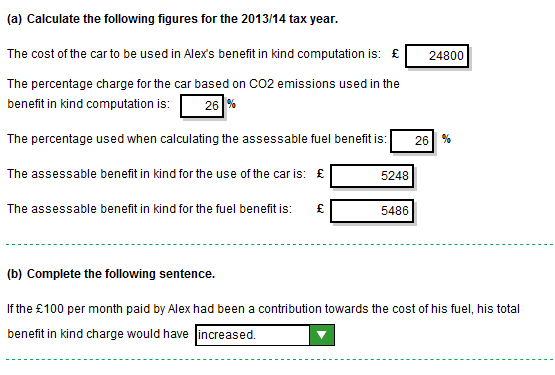 (a) Calculate the following figures for the 2013/14 tax year.
The cost of the car to be used in Alex's benefit in kind computation is: £ 24800
The percentage charge for the car based on CO2 emissions used in the
benefit in kind computation is: 26 %
The percentage used when calculating the assessable fuel benefit is: 26 %
The assessable benefit in kind for the use of the car is: £ 5248
The assessable benefit in kind for the fuel benefit is: £ 5486
(b) Complete the following sentence.
If the £100 per month paid by Alex had been a contribution towards the cost of his fuel, his total
benefit in kind charge would have increased.